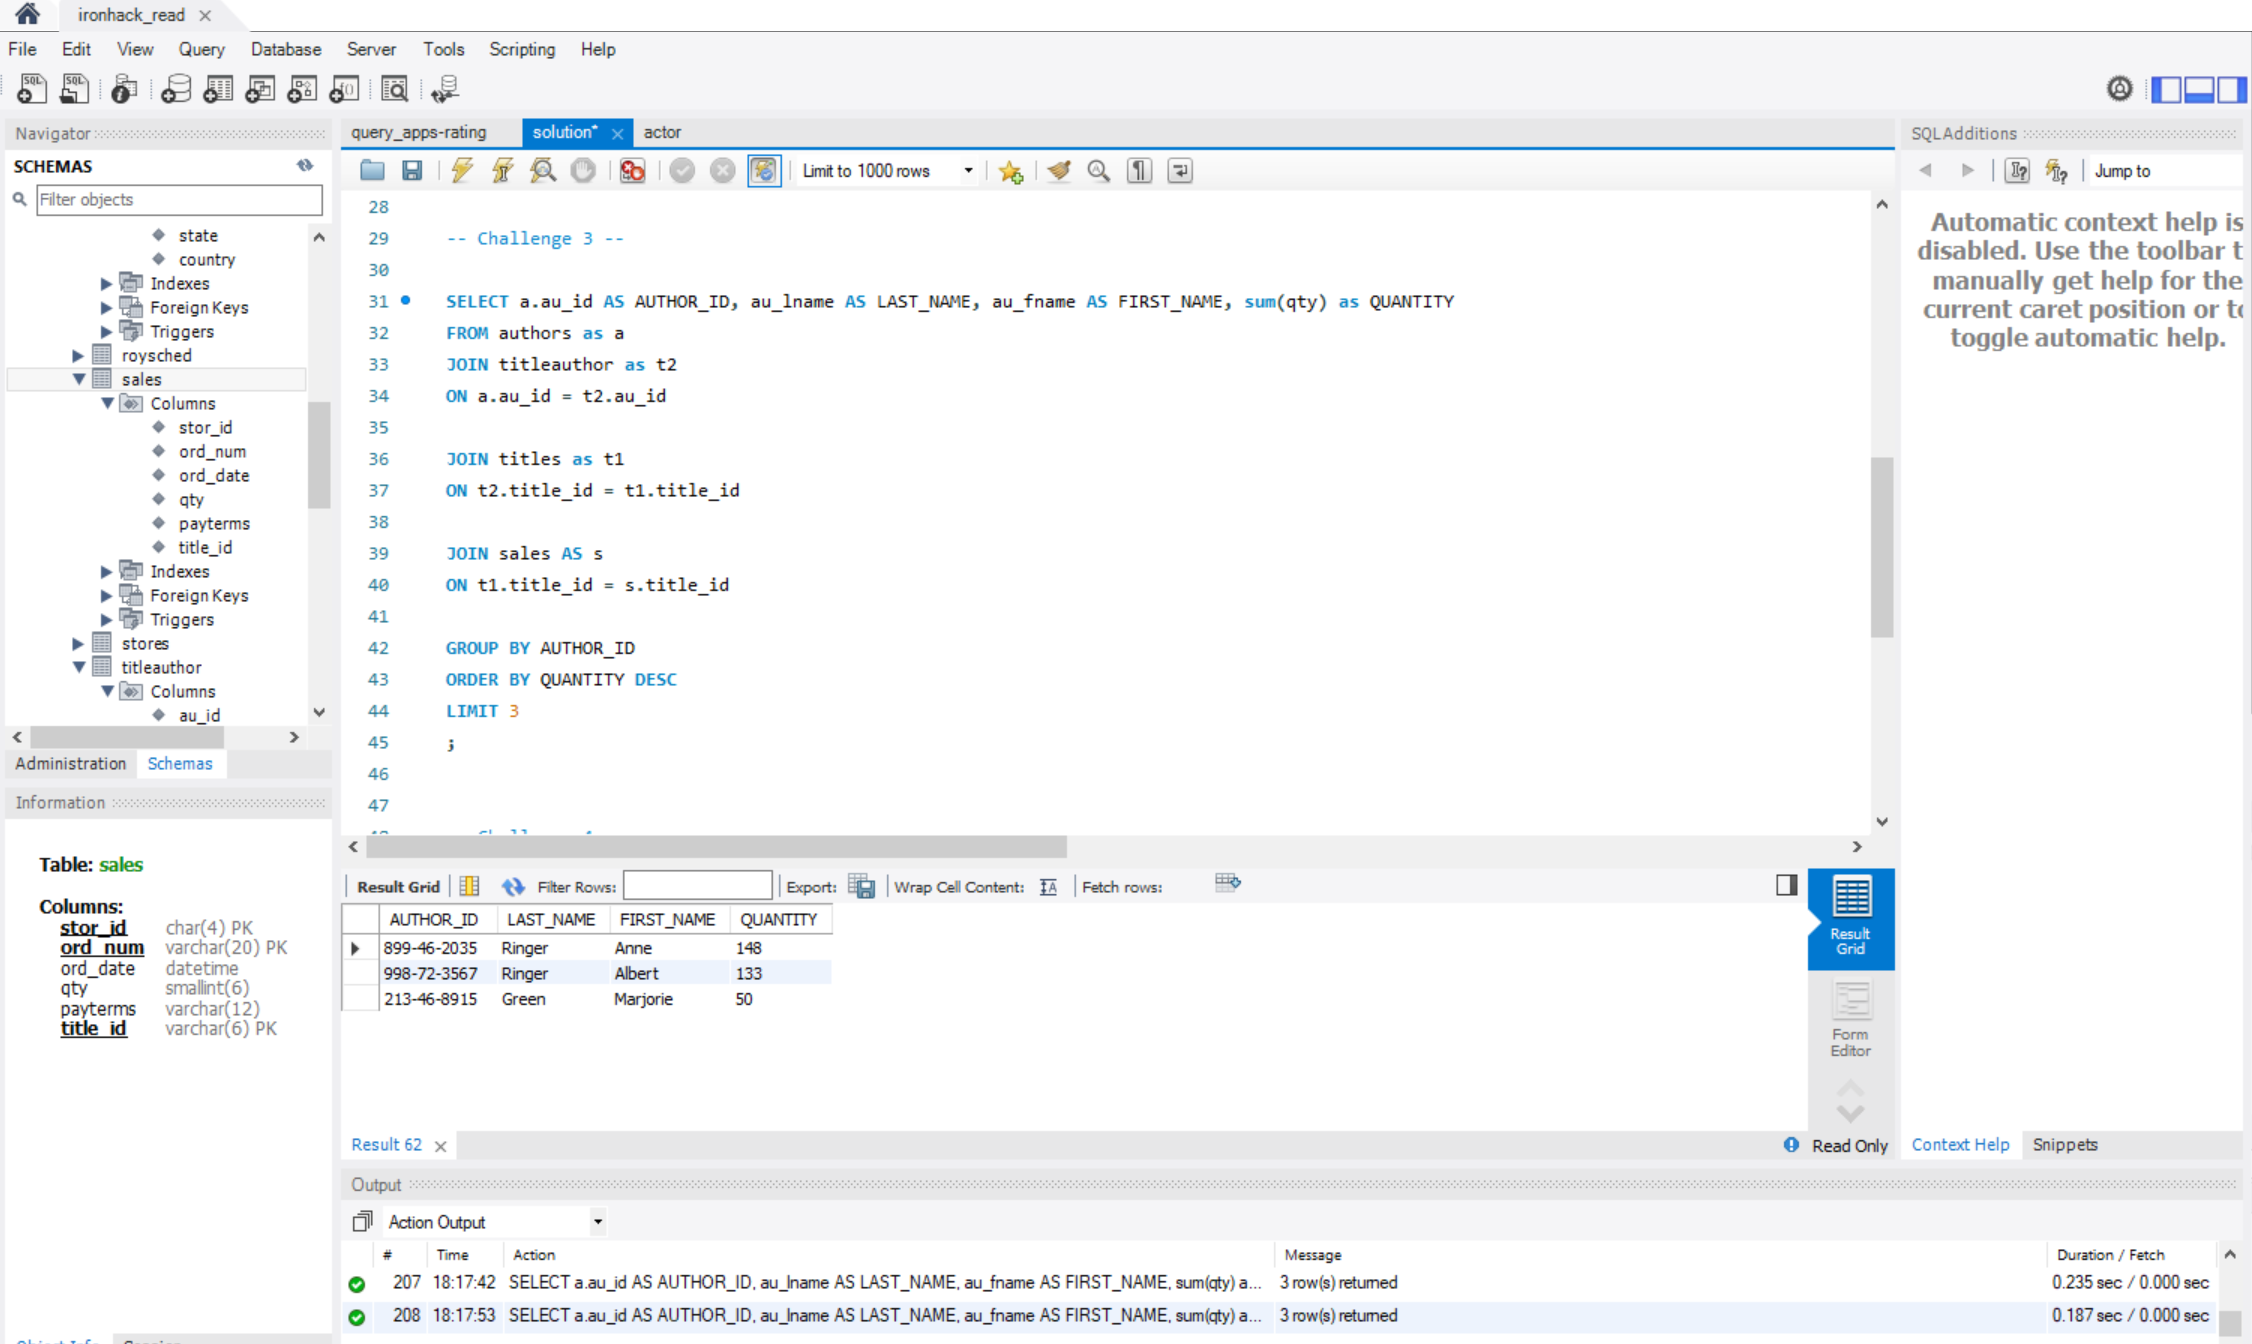 ironhack_read
File Edit View Query Database Server Tools Scripting Help
Navigator
SCHEMAS
Filter objects
state
country
Indexes
Foreign Keys
Triggers
roysched
sales
Columns
stor_id
ord_num
ord_date
qty
payterms
title_id
Indexes
Foreign Keys
Triggers
stores
titleauthor
Columns
au_id
Administration Schemas
Information
Table: sales
Columns:
stor_id char(4) PK
ord_num varchar(20) PK
ord_date datetime
qty smallint(6)
payterms varchar(12)
title_id varchar(6) PK
query_apps-rating solution* actor
Limit to 1000 rows
28
29 -- Challenge 3 --
30
31 SELECT a.au_id AS AUTHOR_ID, au_lname AS LAST_NAME, au_fname AS FIRST_NAME, sum(qty) as QUANTITY
32 FROM authors as a
33 JOIN titleauthor as t2
34 ON a.au_id = t2.au_id
35
36 JOIN titles as t1
37 ON t2.title_id = t1.title_id
38
39 JOIN sales AS s
40 ON t1.title_id = s.title_id
41
42 GROUP BY AUTHOR_ID
43 ORDER BY QUANTITY DESC
44 LIMIT 3
45 ;
46
47
Result Grid Filter Rows: Export: Wrap Cell Content: Fetch rows:
AUTHOR_ID LAST_NAME FIRST_NAME QUANTITY
899-46-2035 Ringer Anne 148
998-72-3567 Ringer Albert 133
213-46-8915 Green Marjorie 50
Result
Grid
Form
Editor
Result 62 Read Only
SQLAdditions
Jump to
Automatic context help is
disabled. Use the toolbar t
manually get help for the
current caret position or to
toggle automatic help.
Context Help Snippets
Output
Action Output
# Time Action Message Duration / Fetch
207 18:17:42 SELECT a.au_id AS AUTHOR_ID, au_lname AS LAST_NAME, au_fname AS FIRST_NAME, sum(qty) a... 3 row(s) returned 0.235 sec / 0.000 sec
208 18:17:53 SELECT a.au_id AS AUTHOR_ID, au_lname AS LAST_NAME, au_fname AS FIRST_NAME, sum(qty) a... 3 row(s) returned 0.187 sec / 0.000 sec